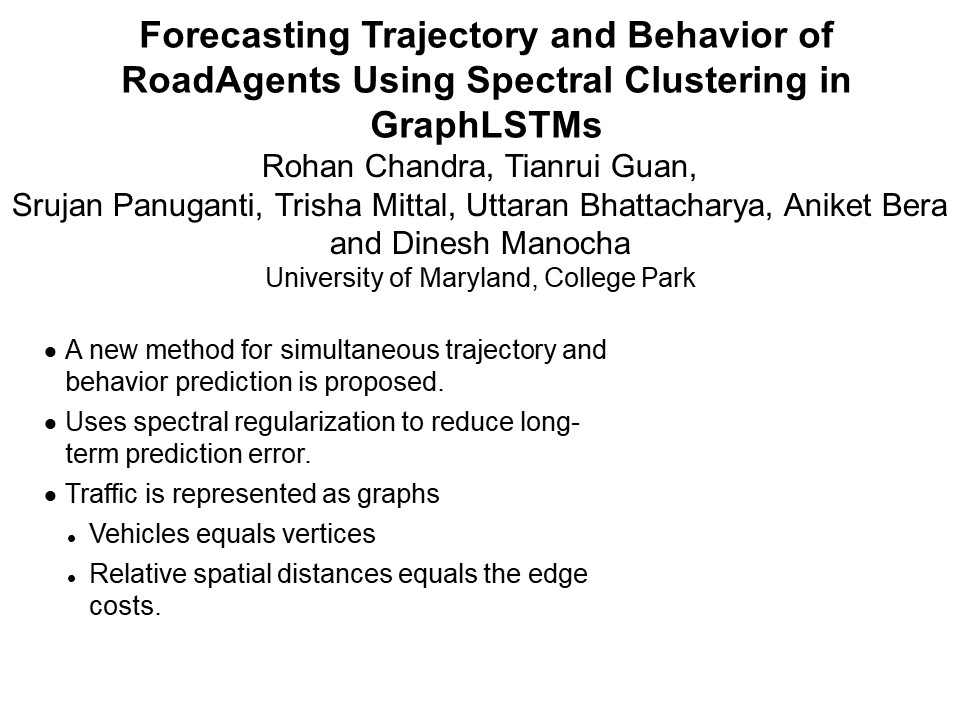 Forecasting Trajectory and Behavior of
RoadAgents Using Spectral Clustering in
GraphLSTMs
Rohan Chandra, Tianrui Guan,
Srujan Panuganti, Trisha Mittal, Uttaran Bhattacharya, Aniket Bera
and Dinesh Manocha
University of Maryland, College Park
● A new method for simultaneous trajectory and
behavior prediction is proposed.
● Uses spectral regularization to reduce long-
term prediction error.
● Traffic is represented as graphs
● Vehicles equals vertices
● Relative spatial distances equals the edge
costs.